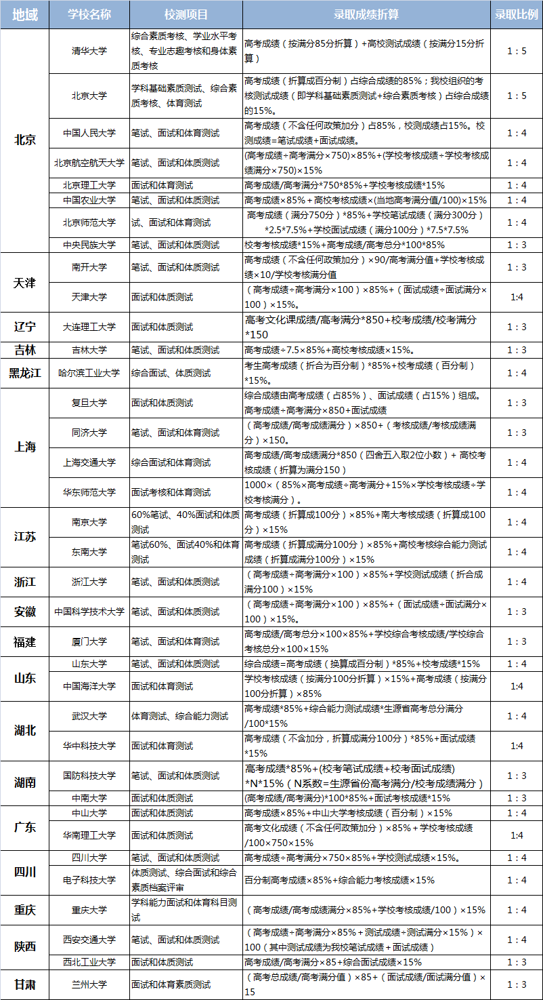 地域 学校名称 校测项目 录取成绩折算 录取比例
北京
清华大学
综合素质考核、学业水平考
核、专业志趣考核和身体素
质考核
高考成绩（按满分85分折算）+高校测试成绩（按满分15分折
算）
1：5
北京大学
学科基础素质测试、综合素
质考核、体育测试
高考成绩（折算成百分制）占综合成绩的85%；我校组织的考
核测试成绩（即学科基础素质测试+综合素质考核）占综合成绩
的15%。
1：5
中国人民大学
笔试、面试和体育测试
高考成绩（不含任何政策加分）占85%，校测成绩占15%。校
测成绩=笔试成绩+面试成绩。
1：4
北京航空航天大学
笔试、面试和体育测试
(高考成绩÷高考满分×750)×85%+(学校考核成绩÷学校考核成
绩满分×750)×15%
1：4
北京理工大学
面试和体育测试
高考成绩/高考满分*750*85%+学校考核成绩*15%
1：4
中国农业大学
笔试、面试和体质测试
高考成绩×85%＋高校考核成绩×(当地高考满分值/100)×15%
1：4
北京师范大学
试、面试和体育测试
高考成绩（满分750分）*85%+学校笔试成绩（满分300分）
*2.5*7.5%+学校面试成绩（满分100分）*7.5*7.5%
1：4
中央民族大学
笔试、面试和体质测试
校考考核成绩*15%+高考成绩/高考总分*100*85%
1：3
天津
南开大学
笔试、面试和体质测试
高考成绩（不含任何政策加分）×90/高考满分值+学校考核成
绩×10/学校考核满分值
1：3
天津大学
面试和体质测试
（高考成绩÷高考满分×100）×85%+（面试成绩÷面试满分×
100）×15%。
1:4
辽宁
大连理工大学
面试和体质测试
高考文化课成绩/高考满分*850+校考成绩/校考满分
*150
1：3
吉林
吉林大学
笔试、面试和体质测试
高考成绩÷7.5×85%+高校考核成绩×15%。
1：3
黑龙江
哈尔滨工业大学
综合面试、体质测试
考生高考成绩（折合为百分制）*85%+校考成绩（百分制）
*15%。
1：4
上海
复旦大学
面试和体质测试
综合成绩由高考成绩（占85%）、面试成绩（占15%）组成。
高考成绩÷高考满分×850+面试成绩
1：3
同济大学
笔试、面试和体育测试
（高考成绩/高考成绩满分）×850+（考核成绩/考核成绩满
分）×150。
1：3
上海交通大学
综合面试和体育测试
高考成绩/高考成绩满分*850（四舍五入取2位小数）+ 高校考
核成绩（折算为满分150）
1：4
华东师范大学
面试考核和体育测试
1000×（85%×高考成绩÷高考满分+15%×学校考核成绩÷学
校考核满分）。
1：4
江苏
南京大学
60%笔试、40%面试和体质
测试
高考成绩（折算成100分）×85%+南大考核成绩（折算成100
分）×15%
1：4
东南大学
笔试60%、面试40%和体育
测试
高考成绩（折算成满分100分）×85%+高校考核综合能力测试
成绩（折算成满分100分）×15%
1：4
浙江
浙江大学
笔试、面试和体质测试
（高考成绩÷高考满分×100）×85%+学校测试成绩（折合成
满分100）×15%
1：4
安徽
中国科学技术大学
笔试、面试和体质测试
（高考成绩÷高考满分×100）×85%+（面试成绩÷面试满分×
100）×15%。
1：3
福建
厦门大学
笔试、面试和体育测试
高考成绩/高考总分×100×85%+学校综合考核成绩/学校综合
考核总分×100×15%
1：3
山东
山东大学
笔试、面试和体质测试
综合成绩=高考成绩（换算成百分制）*85%+校考成绩*15%
1：4
中国海洋大学
面试和体育测试
学校考核成绩（按满分100分折算）×15%+高考成绩（按满分
100分折算）×85%
1:4
湖北
武汉大学
体育测试、综合能力测试
高考成绩*85%+综合能力测试成绩*生源省高考总分满分
/100*15%
1：4
华中科技大学
面试和体育测试
高考成绩（不含加分，折算成满分100分）*85%+面试成绩
*15%
1:4
湖南
国防科技大学
笔试、面试和体育测试
高考成绩*85%+(校考笔试成绩+校考面试成绩)
*N*15%（N系数=生源省份高考满分/校考成绩满分）
1：3
中南大学
面试和体质测试
(高考成绩/高考满分)*100*85%+面试考核成绩*15%
1：3
广东
中山大学
面试和体质测试
高考成绩×85%+中山大学考核成绩（百分制）×15%
1：4
华南理工大学
面试和体质测试
高考文化成绩（不含任何政策加分）×85%＋学校考核成绩
/100×750×15%
1:4
四川
四川大学
笔试、面试和体质测试
高考成绩÷高考满分×750×85%+学校测试成绩×15%。
1：4
电子科技大学
体质测试、综合面试和综合
素质档案评审
百分制高考成绩×85%+综合能力考核成绩×15%
1：4
重庆
重庆大学
学科能力面试和体育科目测
试
（高考成绩/高考成绩满分×85%+学校考核成绩/100）×15%
1：4
陕西
西安交通大学
笔试、面试和体质测试
（高考成绩÷高考满分×85%＋测试成绩÷测试满分×15%）×
100（其中测试成绩为我校笔试成绩＋面试成绩）
1：4
西北工业大学
面试和体质测试
高考成绩/高考满分×85+综合面试成绩×15%
1：3
甘肃
兰州大学
面试和体育素质测试
（高考总成绩/高考满分值）×85+（面试成绩/面试满分值）×
15
1：3